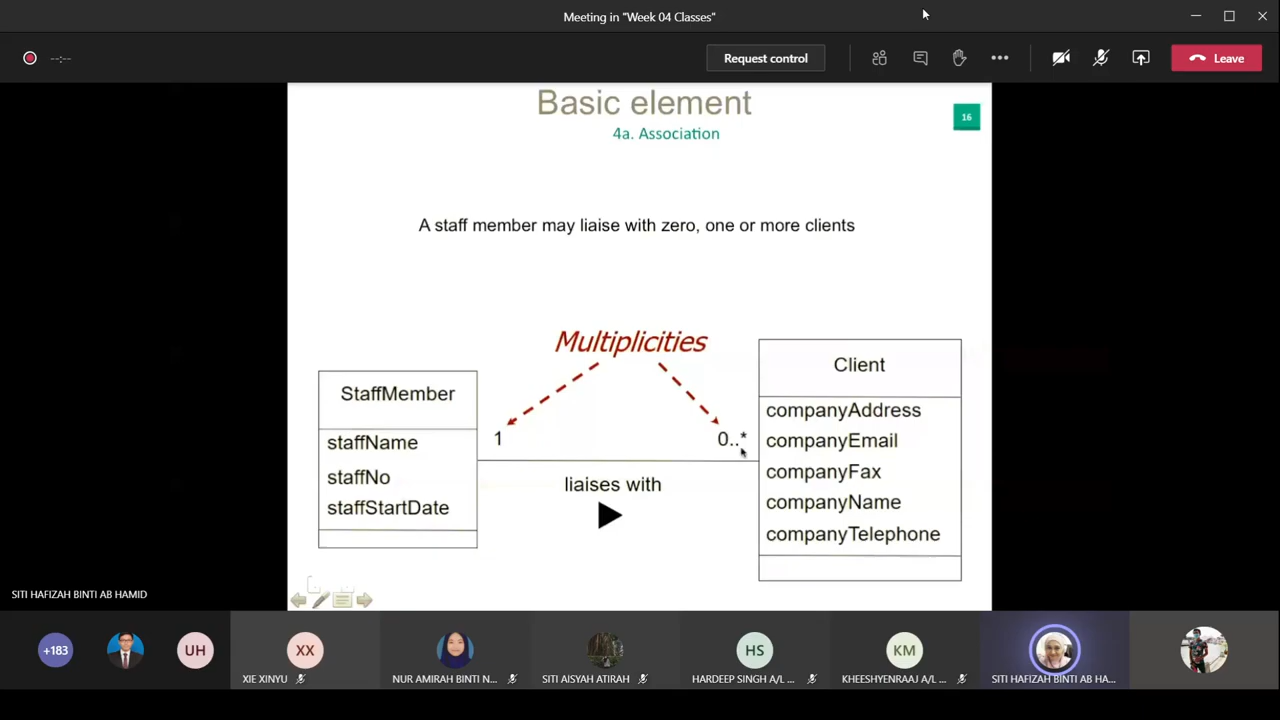 Meeting in "Week 04 Classes"
--:--
Request control
Leave
Basic element
16
4a. Association
A staff member may liaise with zero, one or more clients
Multiplicities
StaffMember
staffName
staffNo
staffStartDate
1
0..*
liaises with
Client
companyAddress
companyEmail
companyFax
companyName
companyTelephone
SITI HAFIZAH BINTI AB HAMID
+183
UH
XX
HS
KM
XIE XINYU
NUR AMIRAH BINTI N...
SITI AISYAH ATIRAH
HARDEEP SINGH A/L ...
KHEESHYENRAAJ A/L ...
SITI HAFIZAH BINTI AB HA...